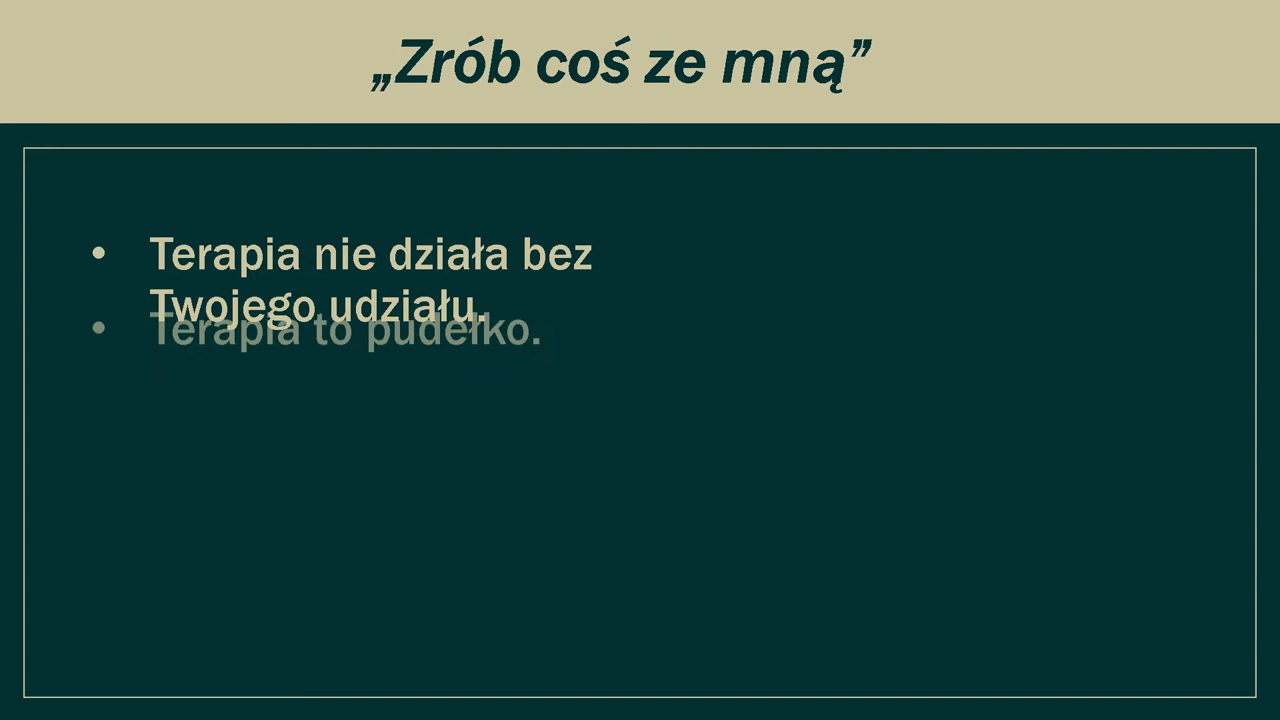 „Zrób coś ze mną”
• Terapia nie działa bez
Twojego udziału.
• Terapia to pudełko.